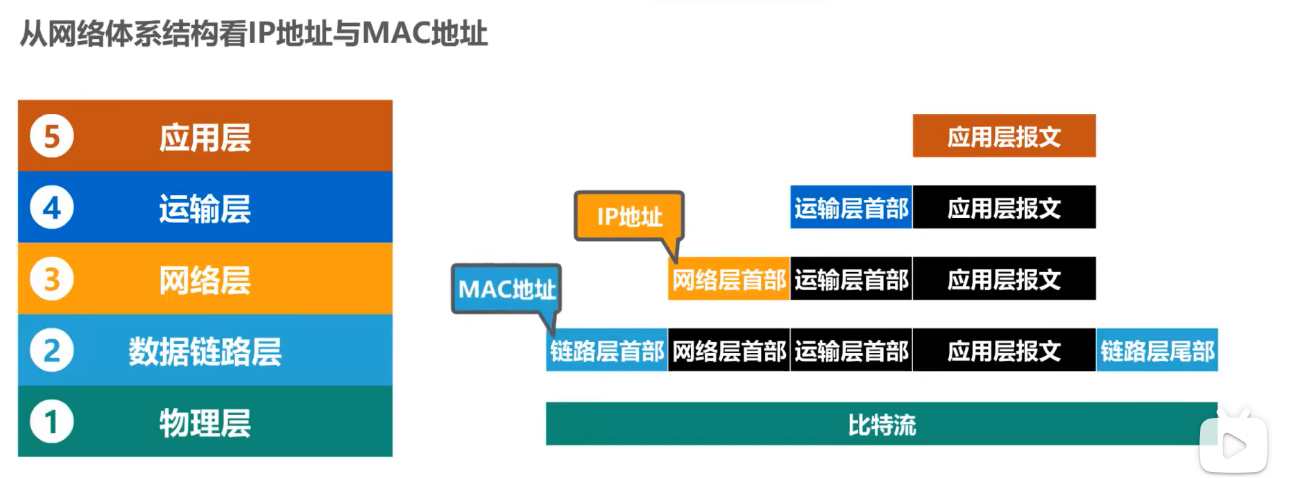 从网络体系结构看IP地址与MAC地址
5 应用层 应用层报文
4 运输层 运输层首部 应用层报文
IP地址
3 网络层 网络层首部 运输层首部 应用层报文
MAC地址
2 数据链路层 链路层首部 网络层首部 运输层首部 应用层报文 链路层尾部
1 物理层 比特流